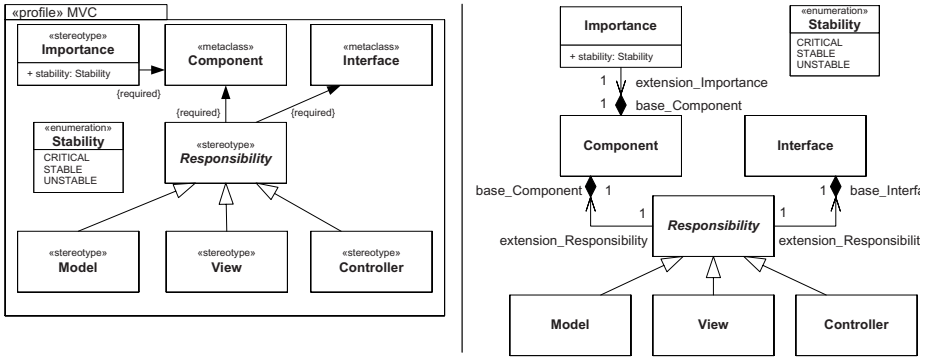 «profile» MVC
«stereotype»
Importance
+ stability: Stability
«metaclass»
Component
«metaclass»
Interface
{required}
{required}
{required}
«enumeration»
Stability
CRITICAL
STABLE
UNSTABLE
«stereotype»
Responsibility
«stereotype»
Model
«stereotype»
View
«stereotype»
Controller
Importance
+ stability: Stability
«enumeration»
Stability
CRITICAL
STABLE
UNSTABLE
1
extension_Importance
1
base_Component
Component
Interface
base_Component
1
1
base_Interfa
1
Responsibility
1
extension_Responsibility
extension_Responsibilit
Model
View
Controller